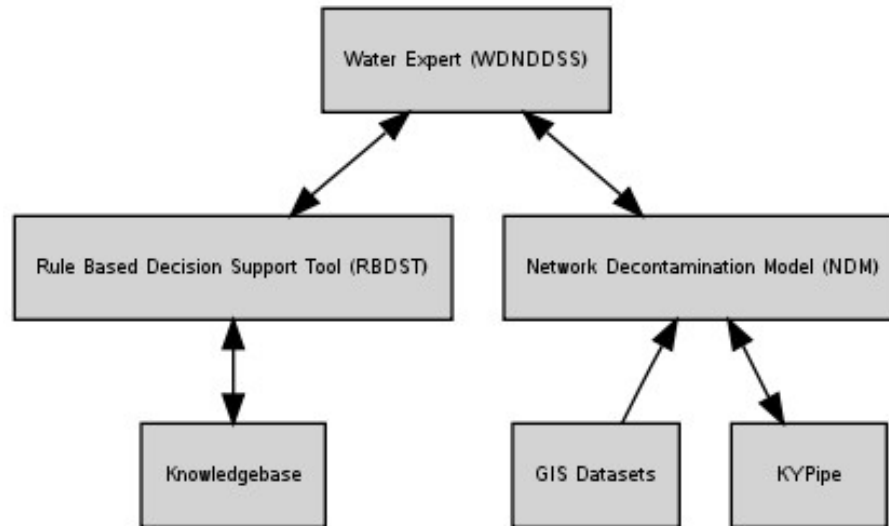 Water Expert (WDNDDSS)
Rule Based Decision Support Tool (RBDST)
Network Decontamination Model (NDM)
Knowledgebase
GIS Datasets
KYPipe